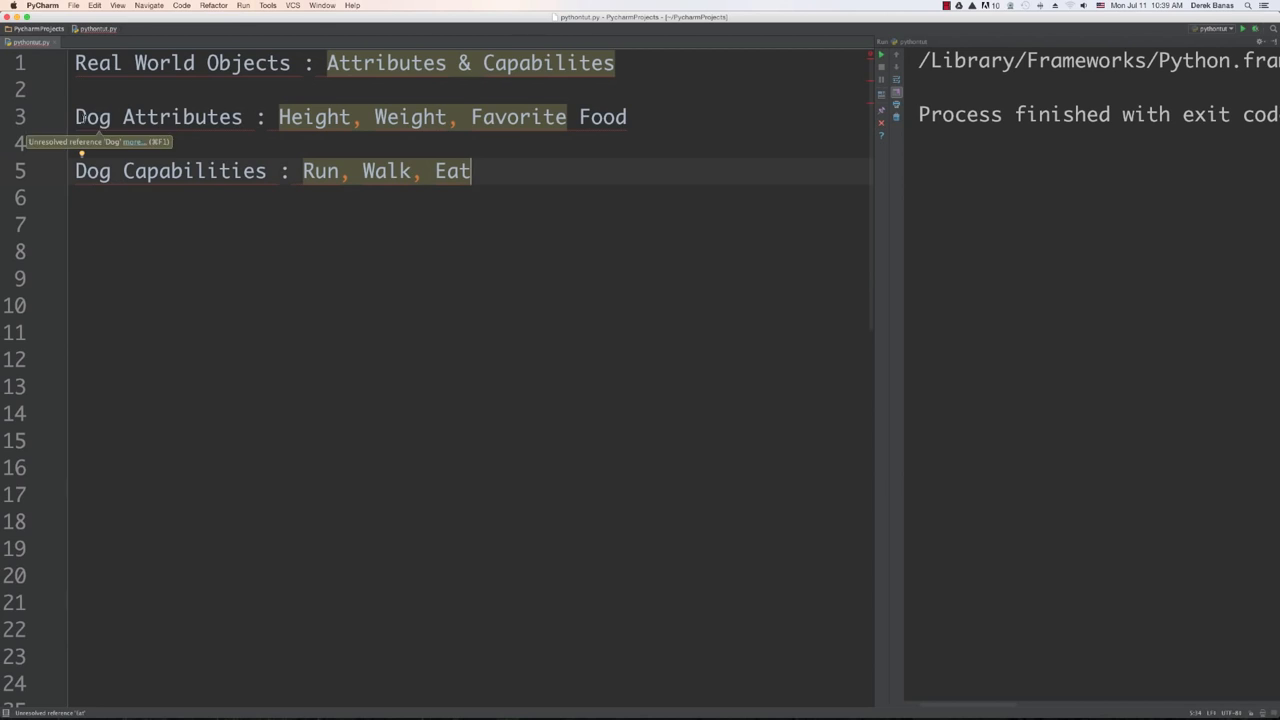 PyCharm File Edit View Navigate Code Refactor Run Tools VCS Window Help
10 Mon Jul 11 10:39 AM Derek Banas
pythontut.py - PycharmProjects - [~/PycharmProjects]
PycharmProjects pythontut.py
pythontut
pythontut.py
Run pythontut
1 Real World Objects : Attributes & Capabilites
2
3 Dog Attributes : Height, Weight, Favorite Food
4
Unresolved reference 'Dog' more... (⌘F1)
5 Dog Capabilities : Run, Walk, Eat
6
7
8
9
10
11
12
13
14
15
16
17
18
19
20
21
22
23
24
/Library/Frameworks/Python.fra
Process finished with exit cod
Unresolved reference 'Eat'
5:34 LF÷ UTF-8÷